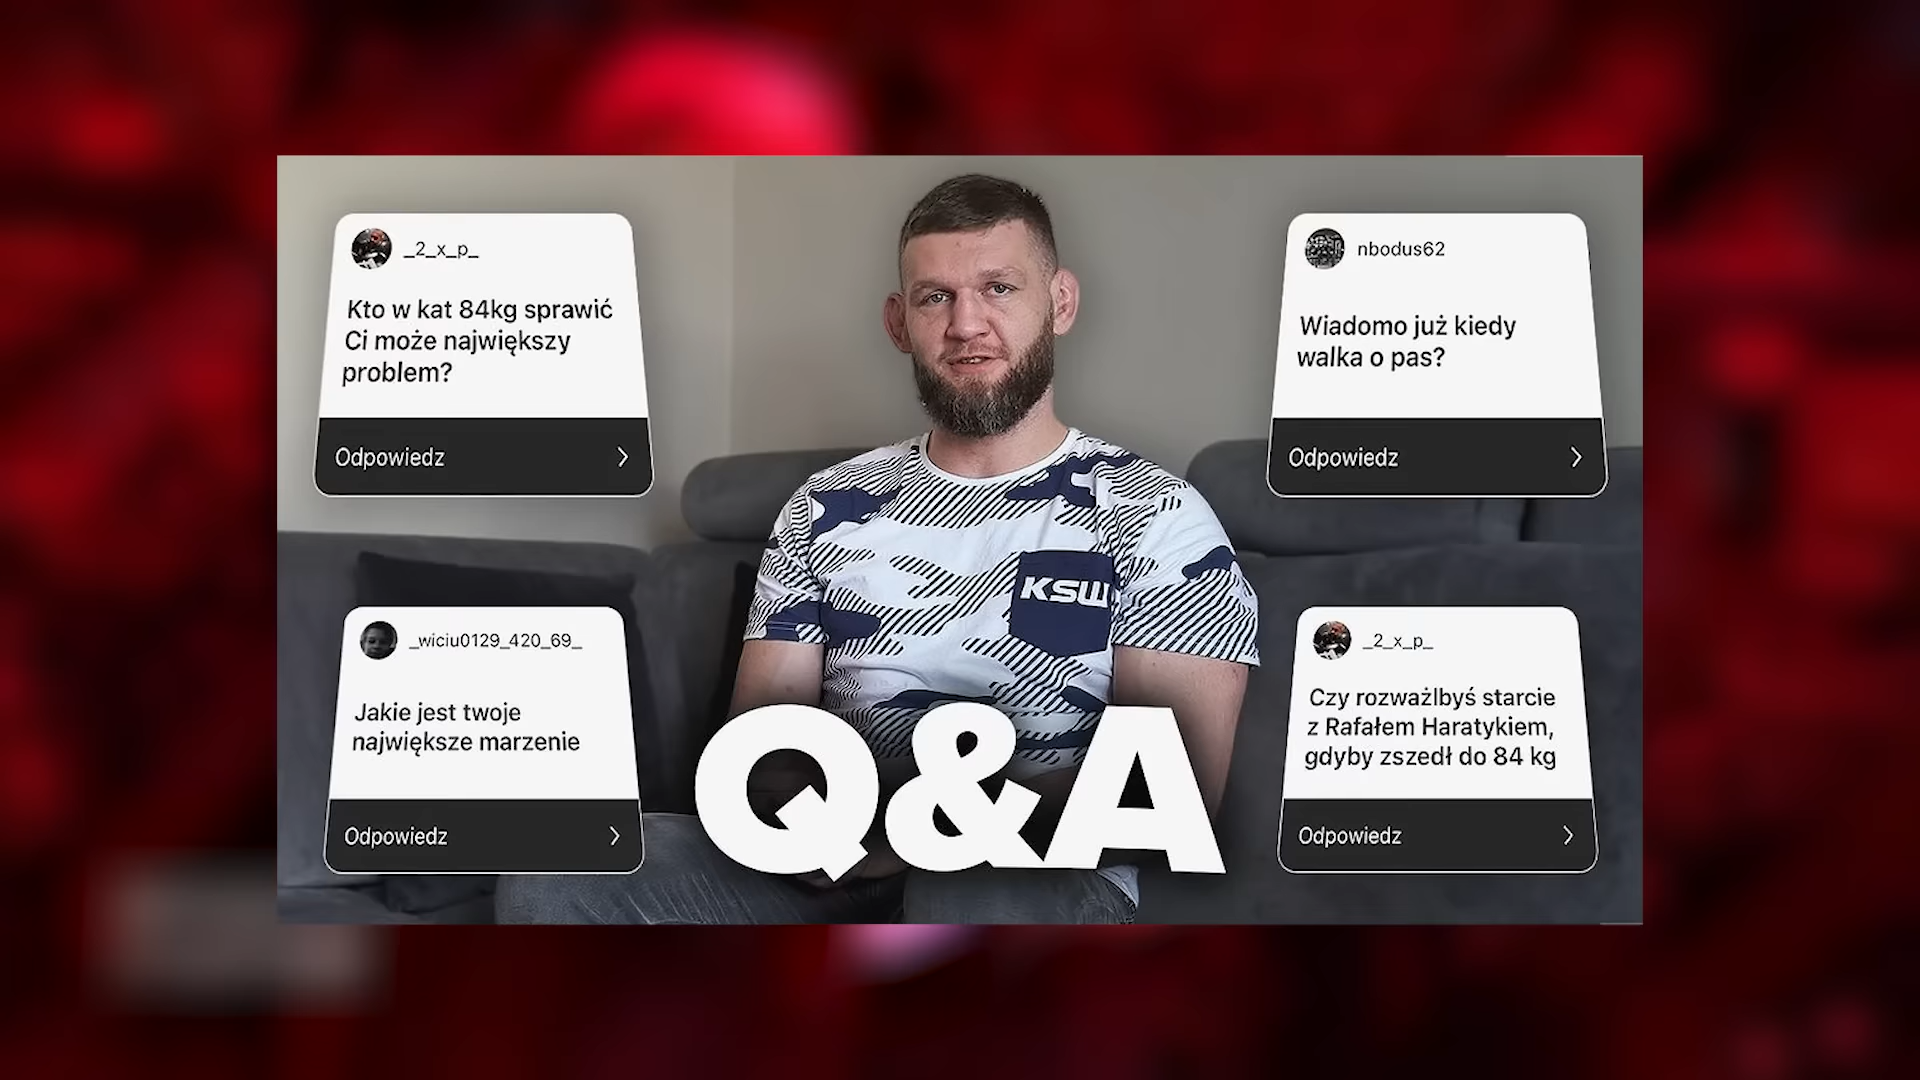 _2_x_p_
Kto w kat 84kg sprawić
Ci może największy
problem?
Odpowiedz
nbodus62
Wiadomo już kiedy
walka o pas?
Odpowiedz
KSW
_wiciu0129_420_69_
Jakie jest twoje
największe marzenie
Odpowiedz
_2_x_p_
Czy rozważlbyś starcie
z Rafałem Haratykiem,
gdyby zszedł do 84 kg
Odpowiedz
Q&A